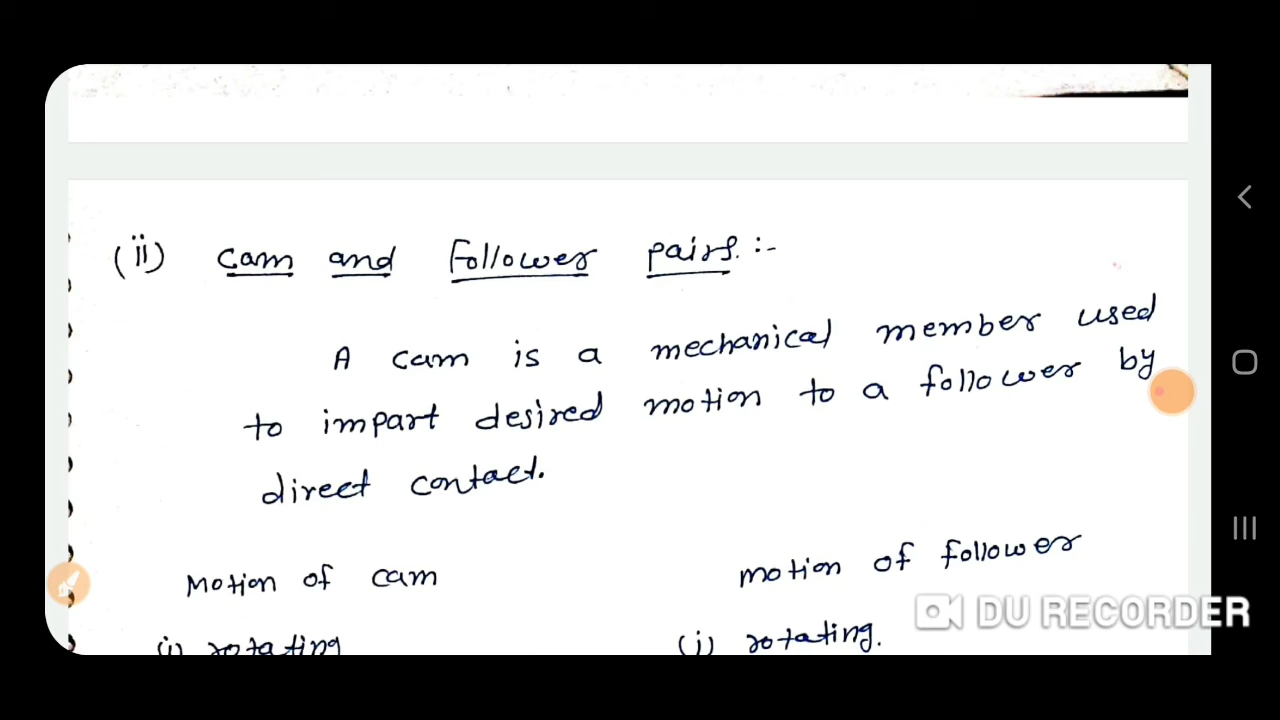 (ii) Cam and Follower pairs :-
A cam is a mechanical member used
to impart desired motion to a follower by
direct contact.
Motion of cam motion of follower
(i) rotating (i) rotating.
DU RECORDER